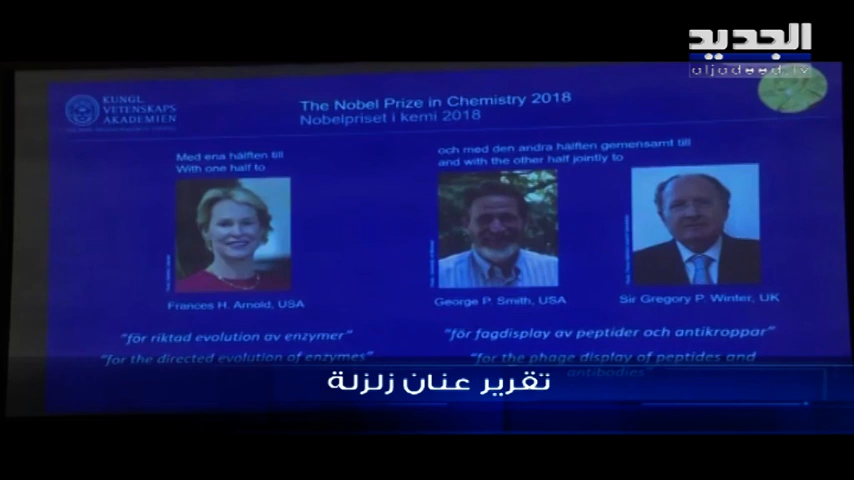 الجديد
aljadeed.tv
KUNGL.
VETENSKAPS
AKADEMIEN
The Nobel Prize in Chemistry 2018
Nobelpriset i kemi 2018
Med ena hälften till
With one half to
och med den andra hälften gemensamt till
and with the other half jointly to
Frances H. Arnold, USA
George P. Smith, USA
Sir Gregory P. Winter, UK
"för riktad evolution av enzymer"
"for the directed evolution of enzymes"
"för fagdisplay av peptider och antikroppar"
"for the phage display of peptides and
antibodies"
تقرير عنان زلزلة